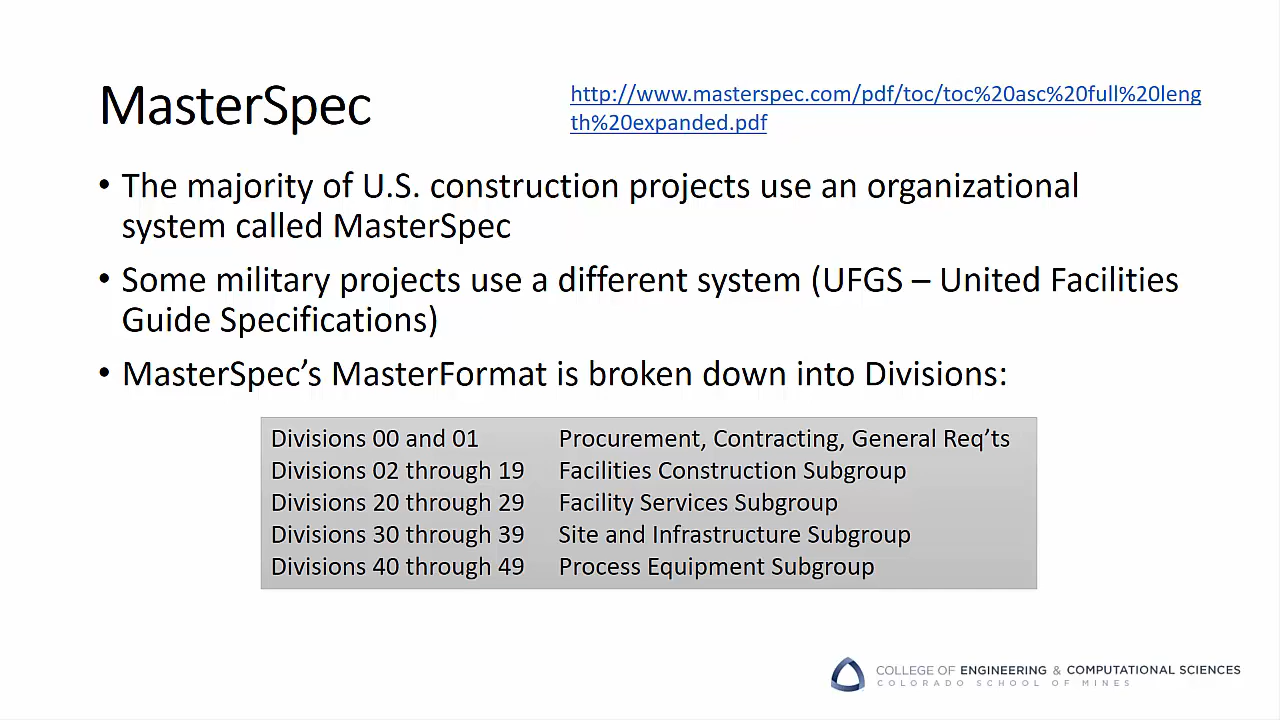 MasterSpec
http://www.masterspec.com/pdf/toc/toc%20asc%20full%20leng
th%20expanded.pdf
• The majority of U.S. construction projects use an organizational
system called MasterSpec
• Some military projects use a different system (UFGS – United Facilities
Guide Specifications)
• MasterSpec’s MasterFormat is broken down into Divisions:
Divisions 00 and 01 Procurement, Contracting, General Req’ts
Divisions 02 through 19 Facilities Construction Subgroup
Divisions 20 through 29 Facility Services Subgroup
Divisions 30 through 39 Site and Infrastructure Subgroup
Divisions 40 through 49 Process Equipment Subgroup
COLLEGE OF ENGINEERING & COMPUTATIONAL SCIENCES
COLORADO SCHOOL OF MINES